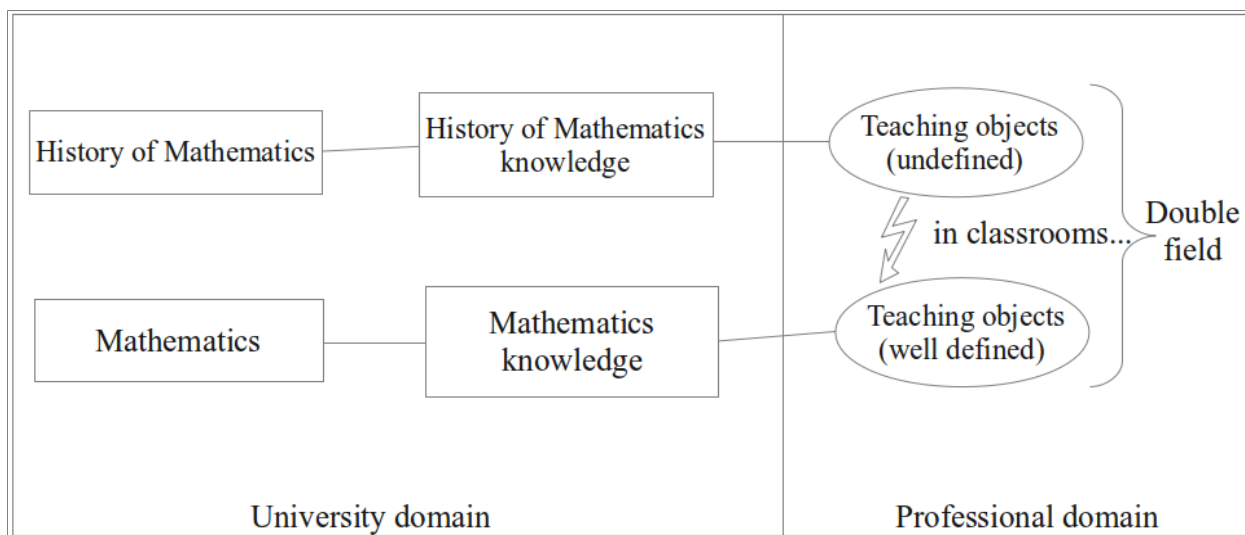 History of Mathematics
History of Mathematics
knowledge
Teaching objects
(undefined)
in classrooms...
Double
field
Mathematics
Mathematics
knowledge
Teaching objects
(well defined)
University domain
Professional domain